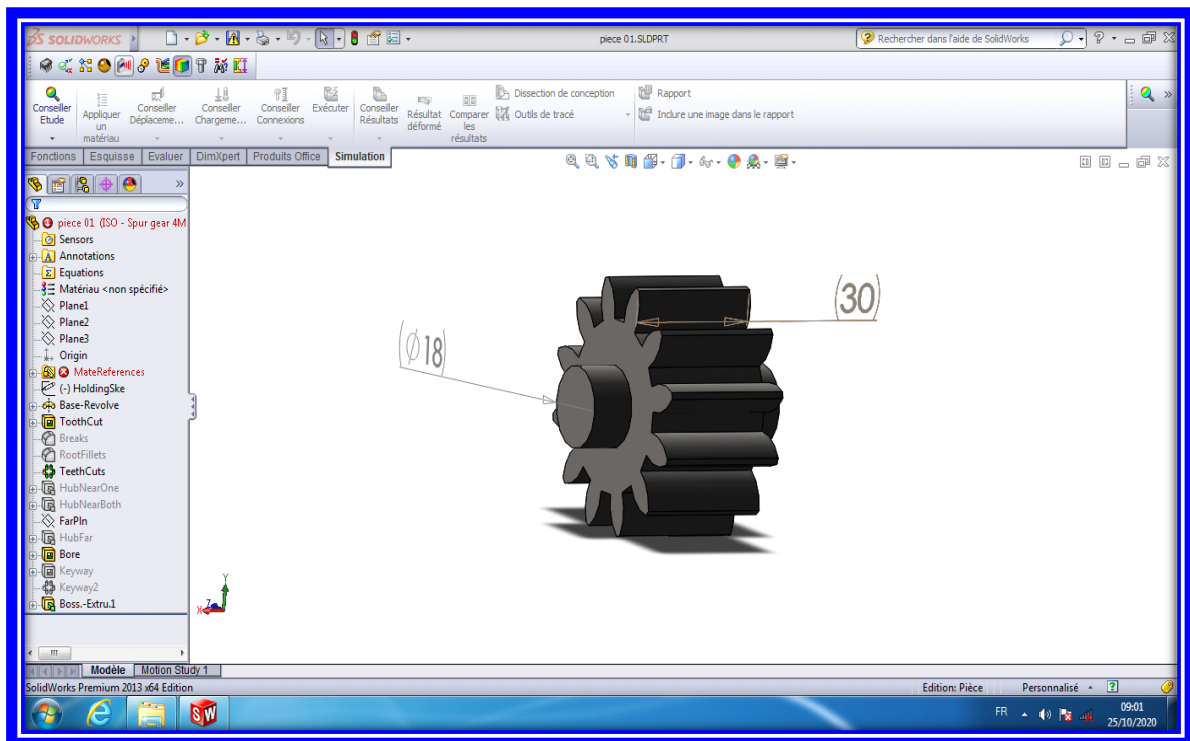 SOLIDWORKS
piece 01.SLDPRT
Rechercher dans l'aide de SolidWorks
Conseiller Etude
Appliquer un matériau
Conseiller Déplaceme...
Conseiller Chargeme...
Conseiller Connexions
Exécuter
Conseiller Résultats
Résultat déformé
Comparer les résultats
Dissection de conception
Outils de tracé
Rapport
Inclure une image dans le rapport
Fonctions Esquisse Evaluer DimXpert Produits Office Simulation
piece 01 (ISO - Spur gear 4M
Sensors
Annotations
Equations
Matériau <non spécifié>
Plane1
Plane2
Plane3
Origin
MateReferences
(-) HoldingSke
Base-Revolve
ToothCut
Breaks
RootFillets
TeethCuts
HubNearOne
HubNearBoth
FarPln
HubFar
Bore
Keyway
Keyway2
Boss.-Extru.1
(∅18)
(30)
Y
Z
X
Modèle Motion Study 1
SolidWorks Premium 2013 x64 Edition
Edition: Pièce
Personnalisé
FR
09:01
25/10/2020